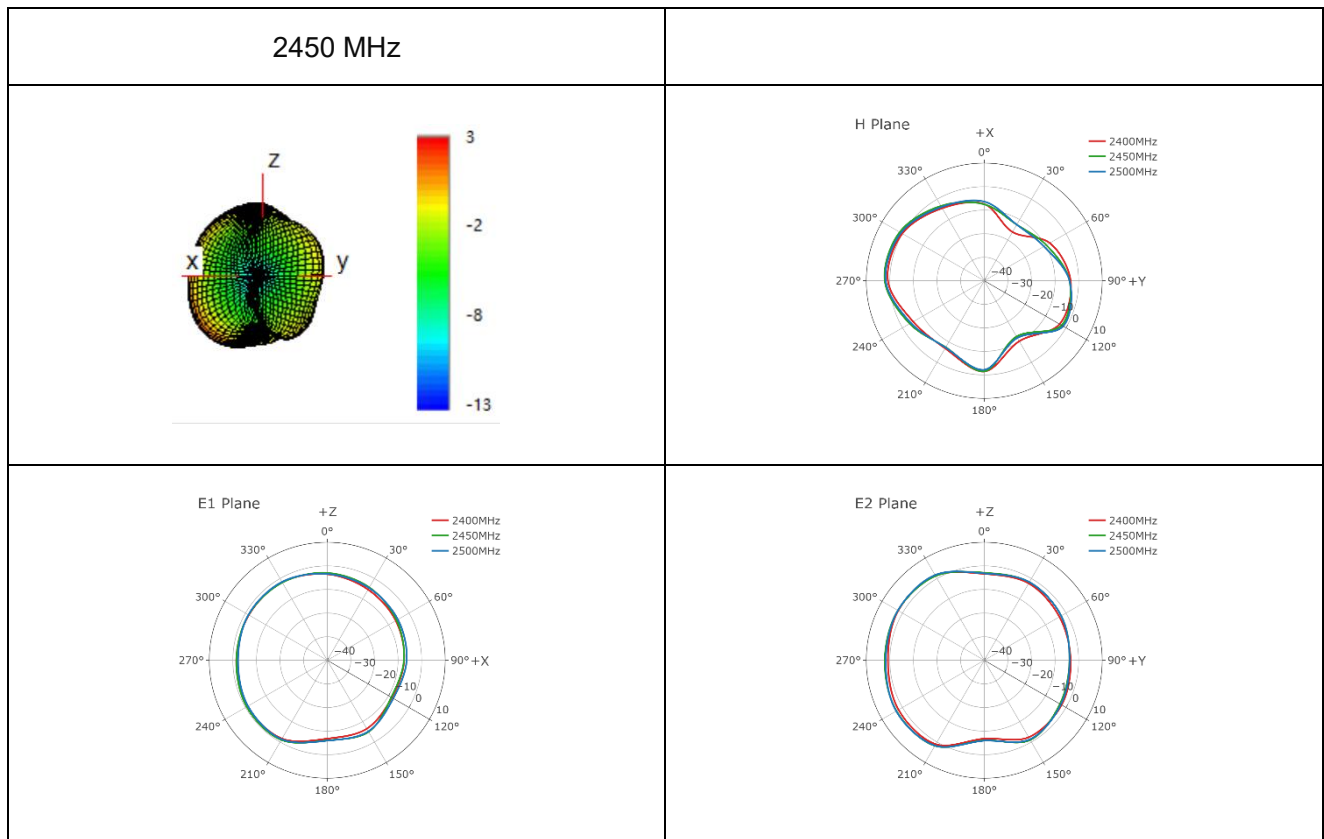 2450 MHz
3
-2
-8
-13
Z
X
y
H Plane
+X
0°
30°
60°
90° +Y
120°
150°
180°
210°
240°
270°
300°
330°
−40
−30
−20
−10
0
10
2400MHz
2450MHz
2500MHz
E1 Plane
+Z
0°
30°
60°
90° +X
120°
150°
180°
210°
240°
270°
300°
330°
−40
−30
−20
−10
0
10
2400MHz
2450MHz
2500MHz
E2 Plane
+Z
0°
30°
60°
90° +Y
120°
150°
180°
210°
240°
270°
300°
330°
−40
−30
−20
−10
0
10
2400MHz
2450MHz
2500MHz